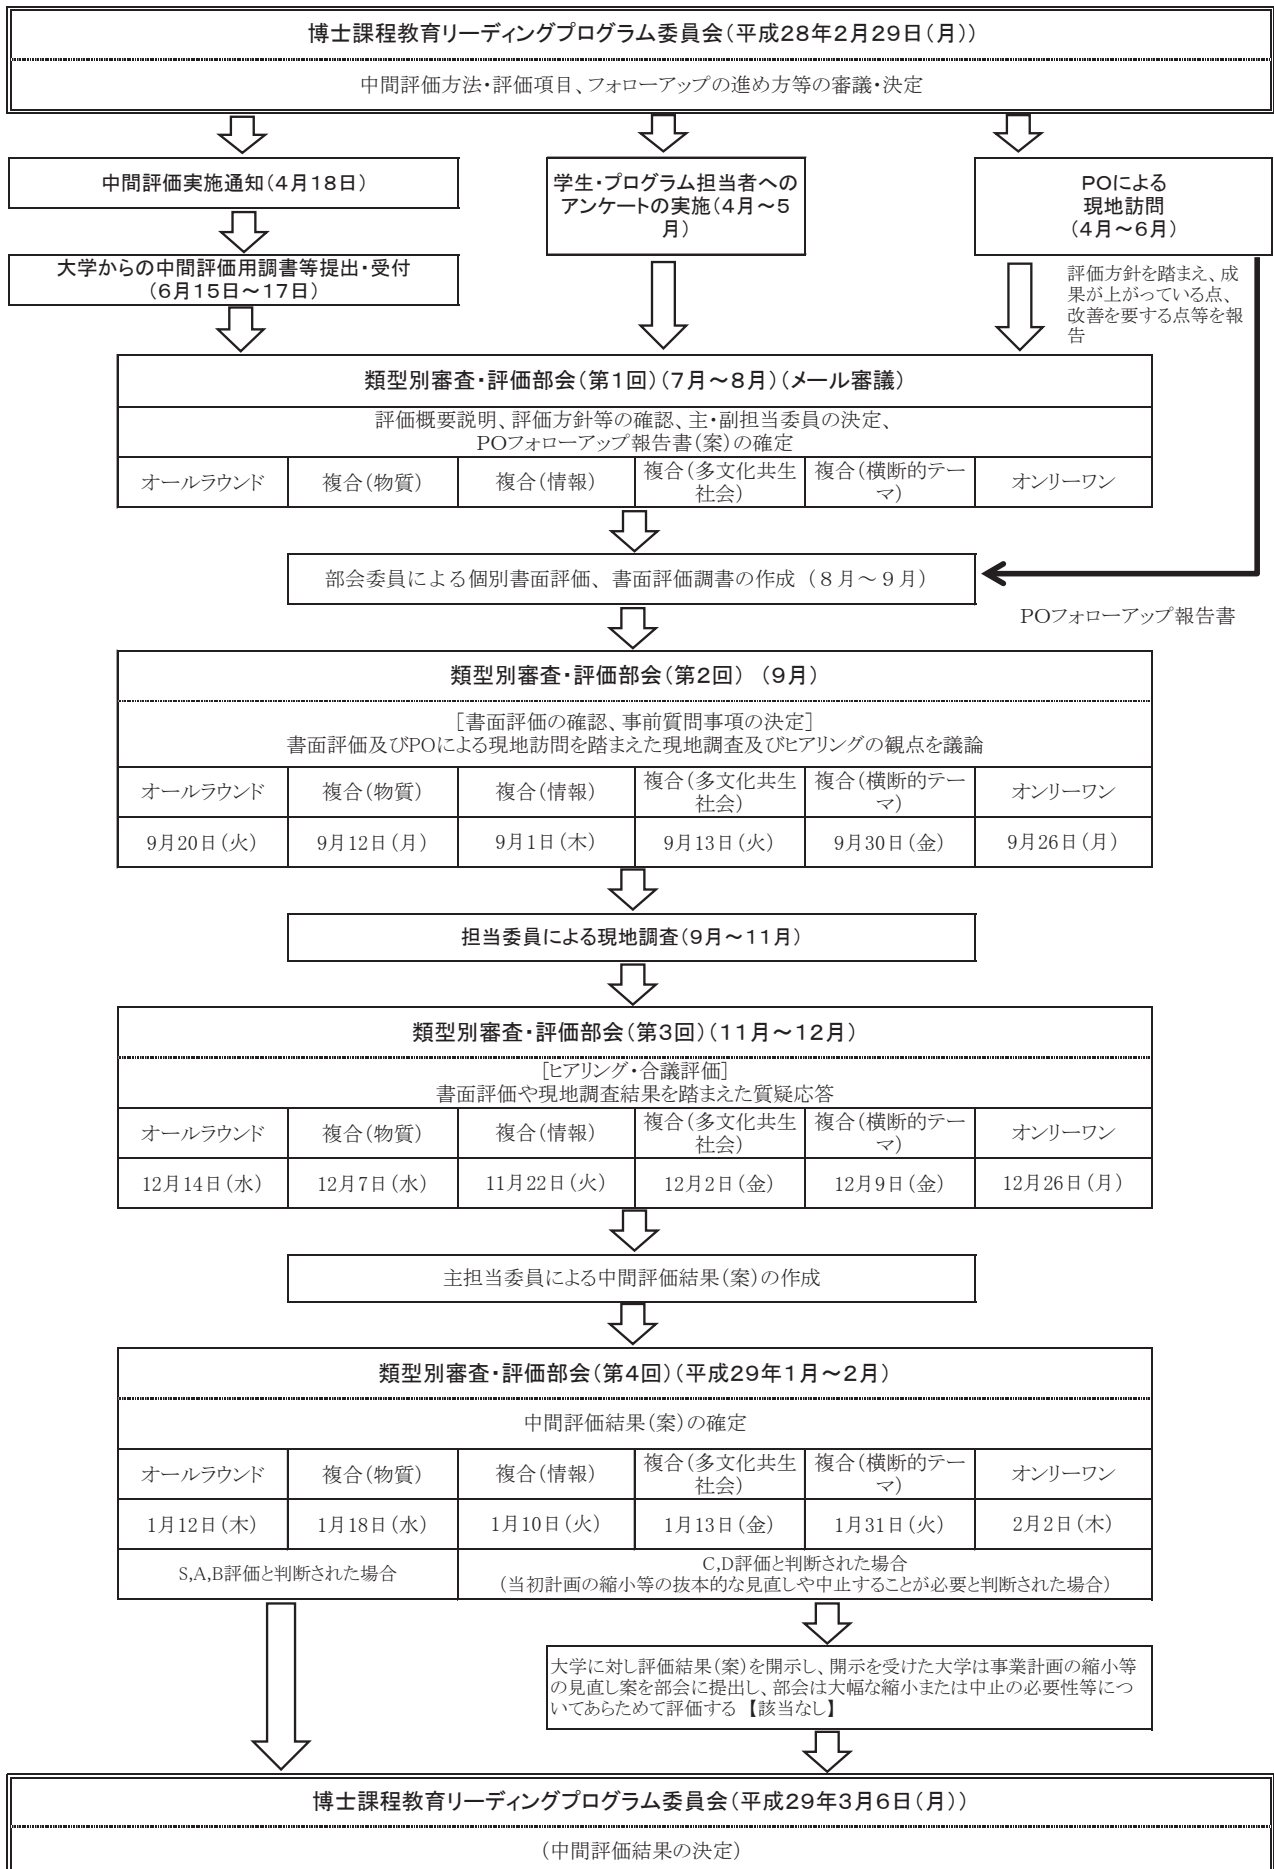 博士課程教育リーディングプログラム委員会(平成28年2月29日(月))
中間評価方法・評価項目、フォローアップの進め方等の審議・決定
中間評価実施通知(4月18日)
学生・プログラム担当者への
アンケートの実施(4月～5
月)
POによる
現地訪問
(4月～6月)
大学からの中間評価用調書等提出・受付
(6月15日～17日)
評価方針を踏まえ、成
果が上がっている点、
改善を要する点等を報
告
類型別審査・評価部会(第1回)(7月～8月)(メール審議)
評価概要説明、評価方針等の確認、主・副担当委員の決定、
POフォローアップ報告書(案)の確定
オールラウンド
複合(物質)
複合(情報)
複合(多文化共生
社会)
複合(横断的テー
マ)
オンリーワン
部会委員による個別書面評価、書面評価調書の作成(8月～9月)
POフォローアップ報告書
類型別審査・評価部会(第2回) (9月)
[書面評価の確認、事前質問事項の決定]
書面評価及びPOによる現地訪問を踏まえた現地調査及びヒアリングの観点を議論
オールラウンド
複合(物質)
複合(情報)
複合(多文化共生
社会)
複合(横断的テー
マ)
オンリーワン
9月20日(火)
9月12日(月)
9月1日(木)
9月13日(火)
9月30日(金)
9月26日(月)
担当委員による現地調査(9月～11月)
類型別審査・評価部会(第3回)(11月～12月)
[ヒアリング・合議評価]
書面評価や現地調査結果を踏まえた質疑応答
オールラウンド
複合(物質)
複合(情報)
複合(多文化共生
社会)
複合(横断的テー
マ)
オンリーワン
12月14日(水)
12月7日(水)
11月22日(火)
12月2日(金)
12月9日(金)
12月26日(月)
主担当委員による中間評価結果(案)の作成
類型別審査・評価部会(第4回)(平成29年1月～2月)
中間評価結果(案)の確定
オールラウンド
複合(物質)
複合(情報)
複合(多文化共生
社会)
複合(横断的テー
マ)
オンリーワン
1月12日(木)
1月18日(水)
1月10日(火)
1月13日(金)
1月31日(火)
2月2日(木)
S,A,B評価と判断された場合
C,D評価と判断された場合
(当初計画の縮小等の抜本的な見直しや中止することが必要と判断された場合)
大学に対し評価結果(案)を開示し、開示を受けた大学は事業計画の縮小等
の見直し案を部会に提出し、部会は大幅な縮小または中止の必要性等につ
いてあらためて評価する 【該当なし】
博士課程教育リーディングプログラム委員会(平成29年3月6日(月))
(中間評価結果の決定)